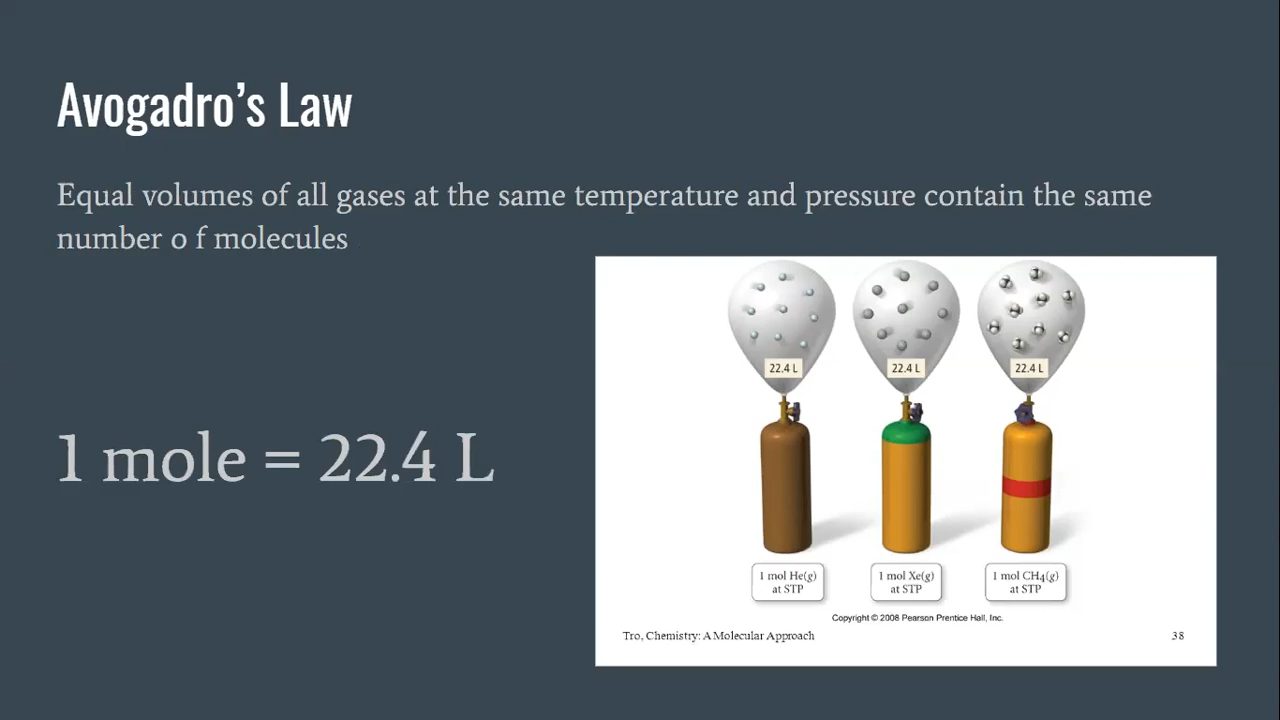 Avogadro’s Law
Equal volumes of all gases at the same temperature and pressure contain the same
number o f molecules
1 mole = 22.4 L
22.4 L
22.4 L
22.4 L
1 mol He(g)
at STP
1 mol Xe(g)
at STP
1 mol CH4(g)
at STP
Copyright © 2008 Pearson Prentice Hall, Inc.
Tro, Chemistry: A Molecular Approach
38